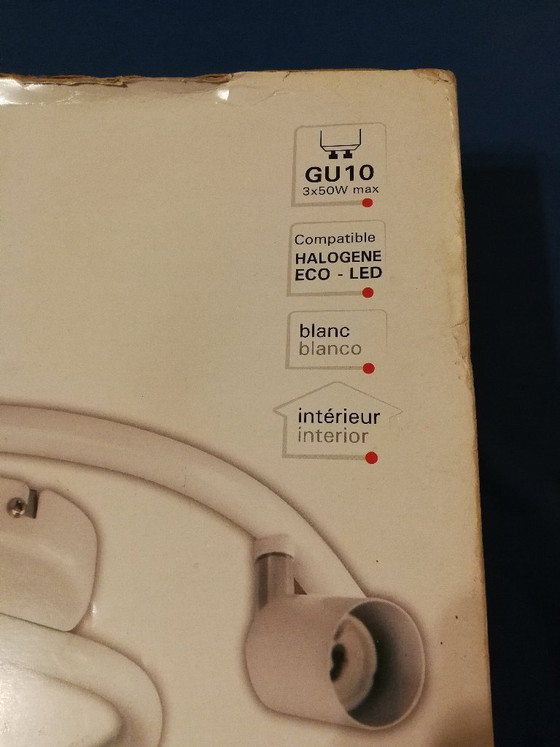 GU10
3x50W max
Compatible
HALOGENE
ECO - LED
blanc
blanco
intérieur
interior